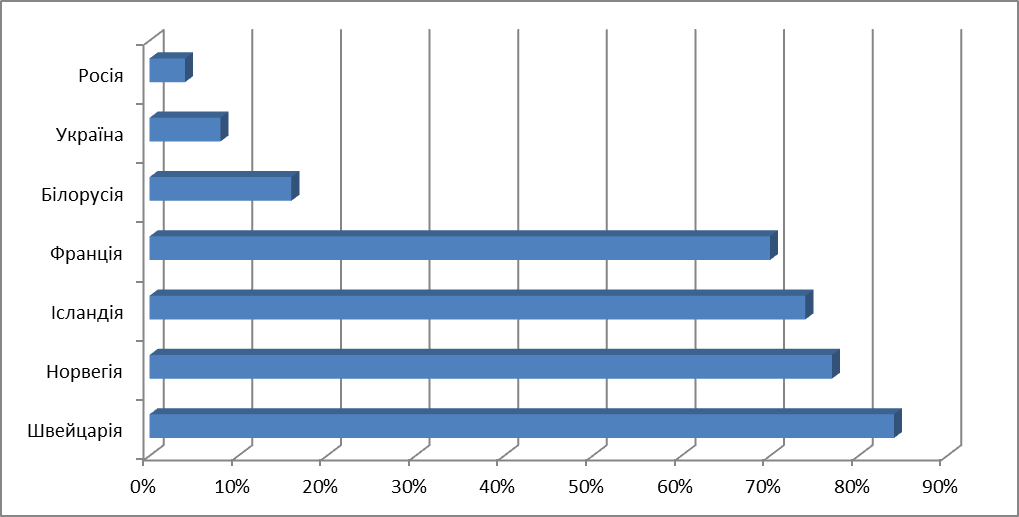 Росія
Україна
Білорусія
Франція
Ісландія
Норвегія
Швейцарія
0% 10% 20% 30% 40% 50% 60% 70% 80% 90%